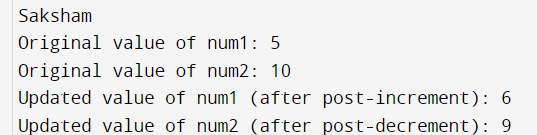 Saksham
Original value of num1: 5
Original value of num2: 10
Updated value of num1 (after post-increment): 6
Updated value of num2 (after post-decrement): 9